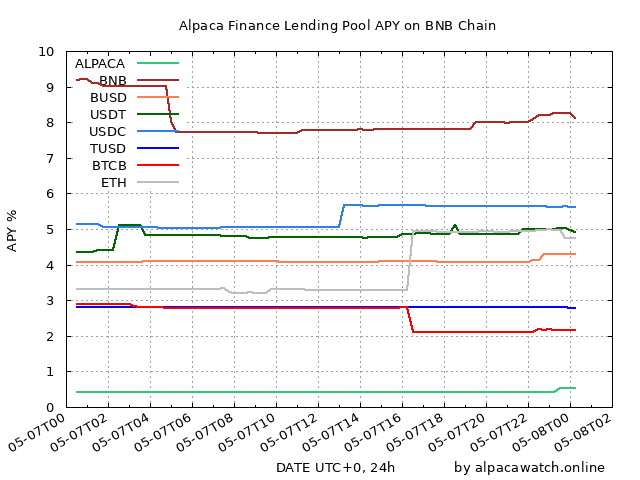 Alpaca Finance Lending Pool APY on BNB Chain
APY %
10
9
8
7
6
5
4
3
2
1
0
ALPACA
BNB
BUSD
USDT
USDC
TUSD
BTCB
ETH
05-07T00
05-07T02
05-07T04
05-07T06
05-07T08
05-07T10
05-07T12
05-07T14
05-07T16
05-07T18
05-07T20
05-07T22
05-08T00
05-08T02
DATE UTC+0, 24h
by alpacawatch.online